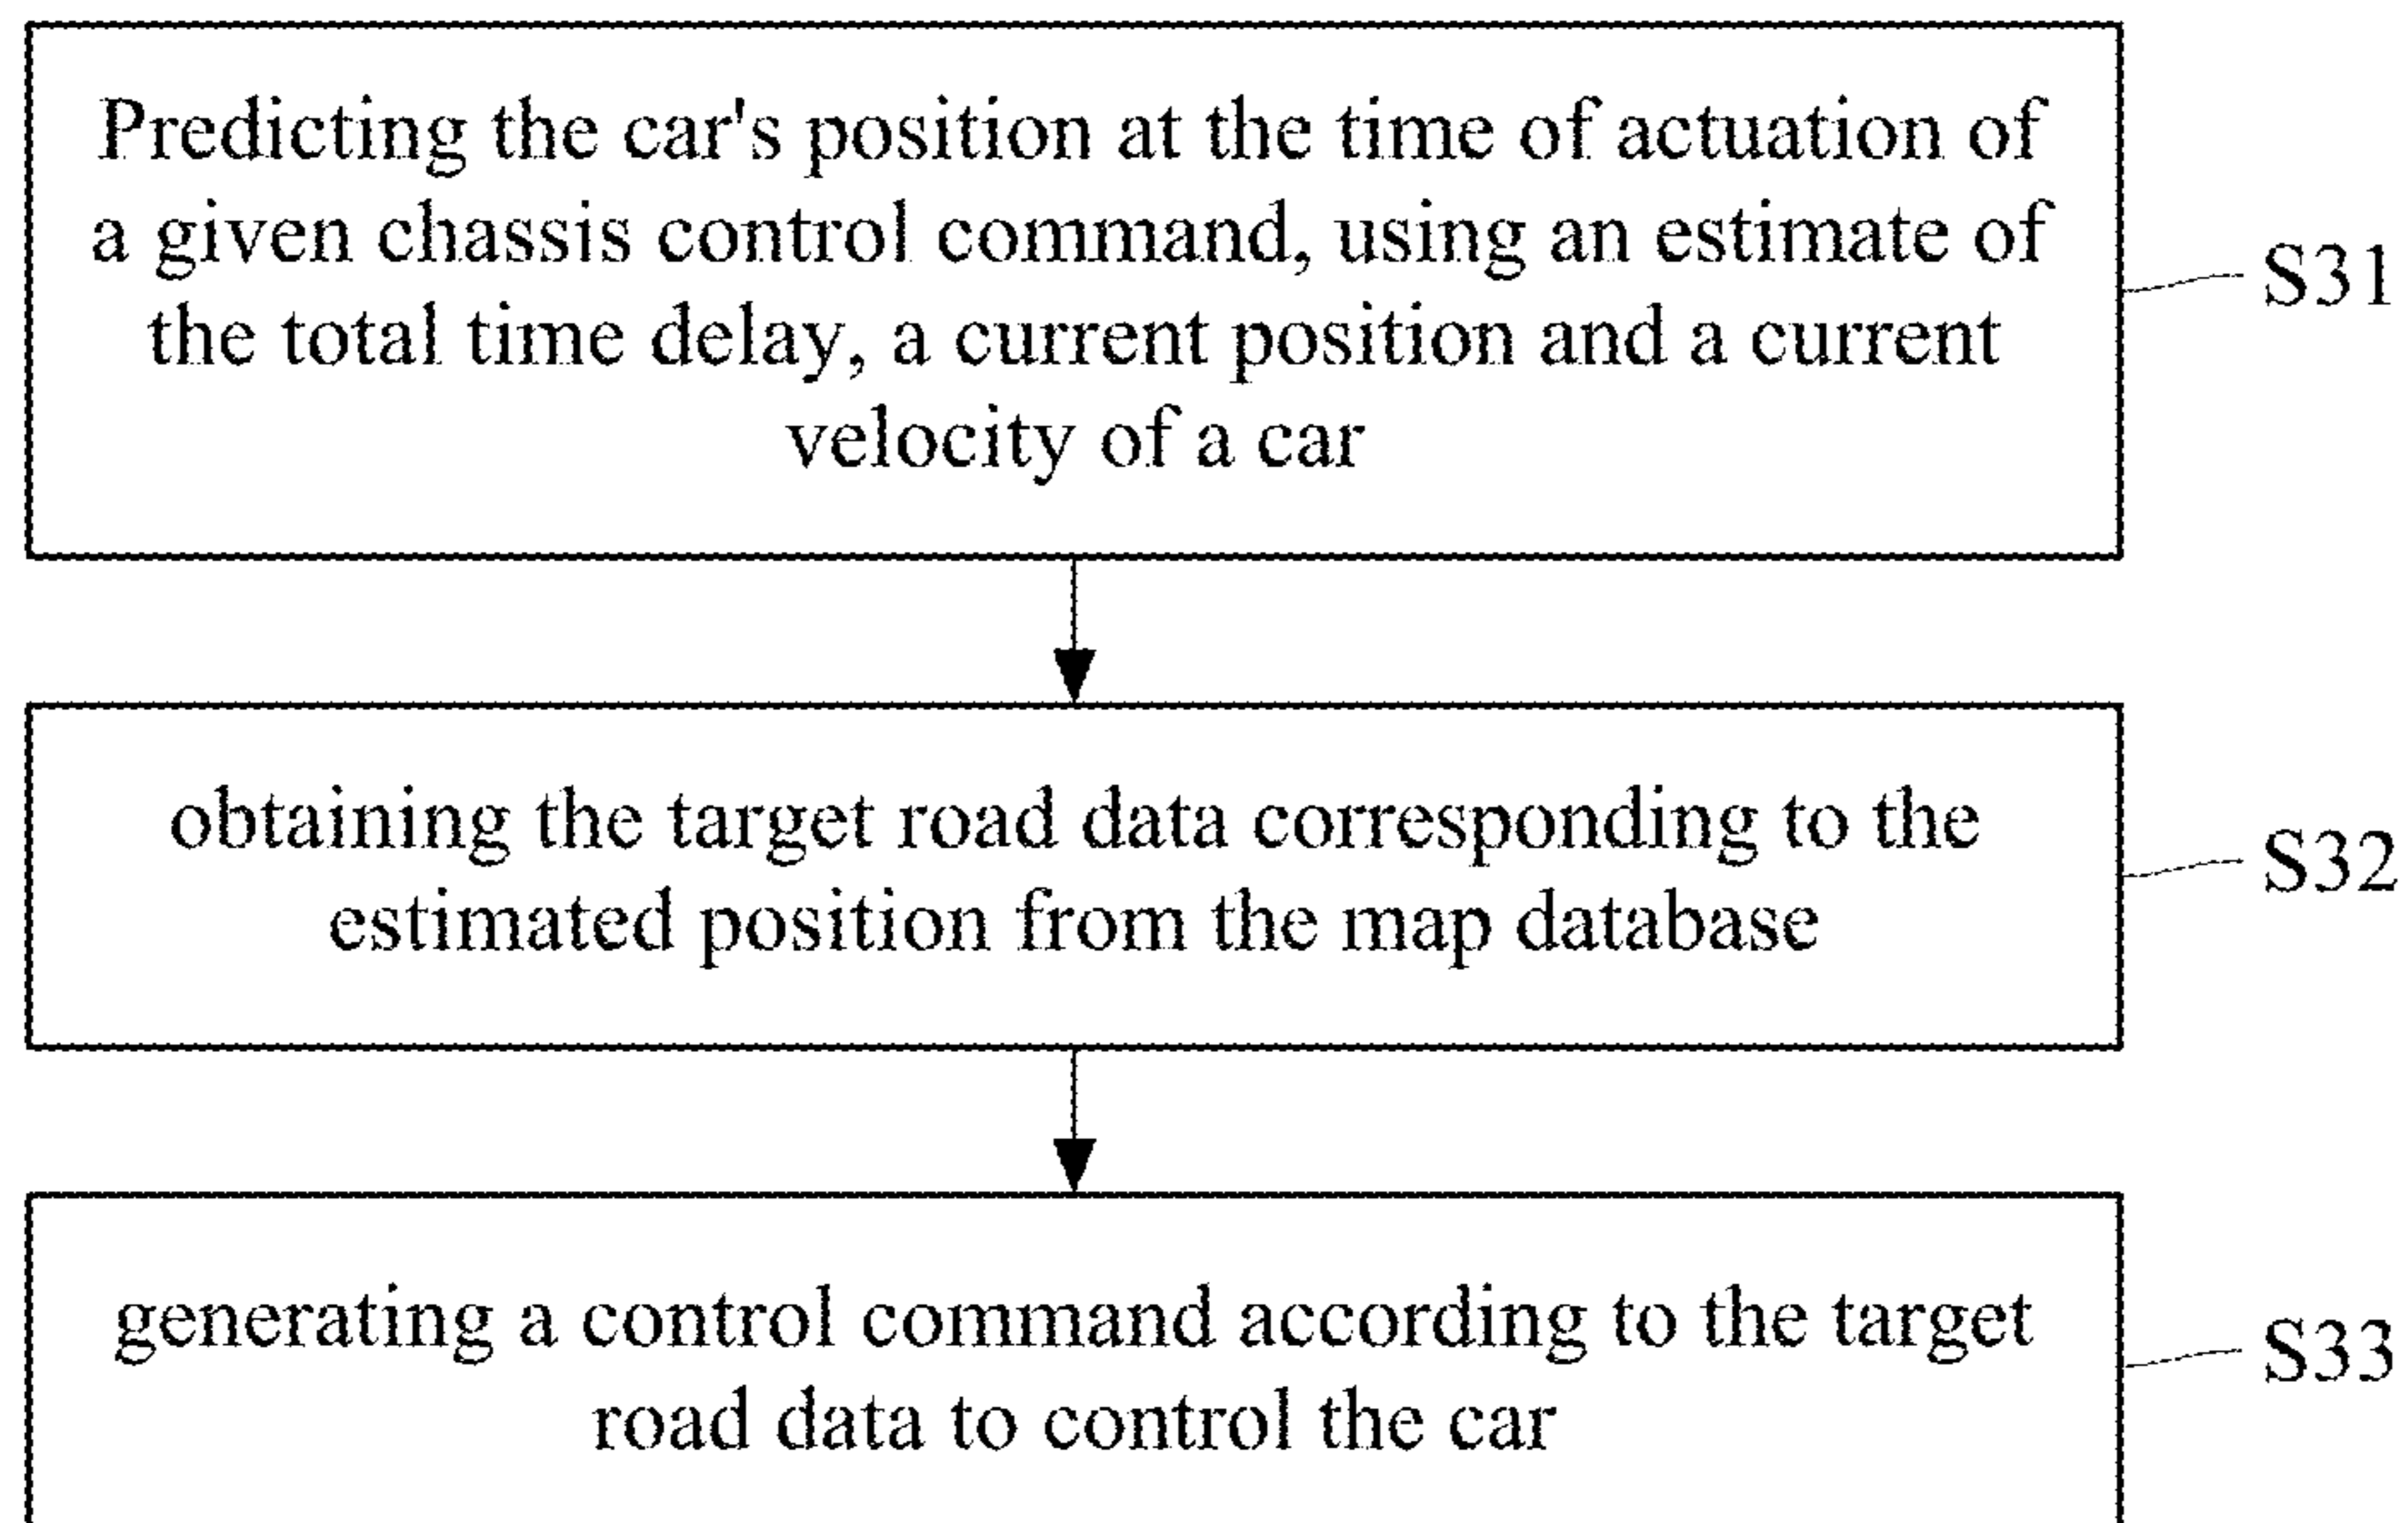 Predicting the car's position at the time of actuation of
a given chassis control command, using an estimate of
the total time delay, a current position and a current
velocity of a car
S31
obtaining the target road data corresponding to the
estimated position from the map database
S32
generating a control command according to the target
road data to control the car
S33